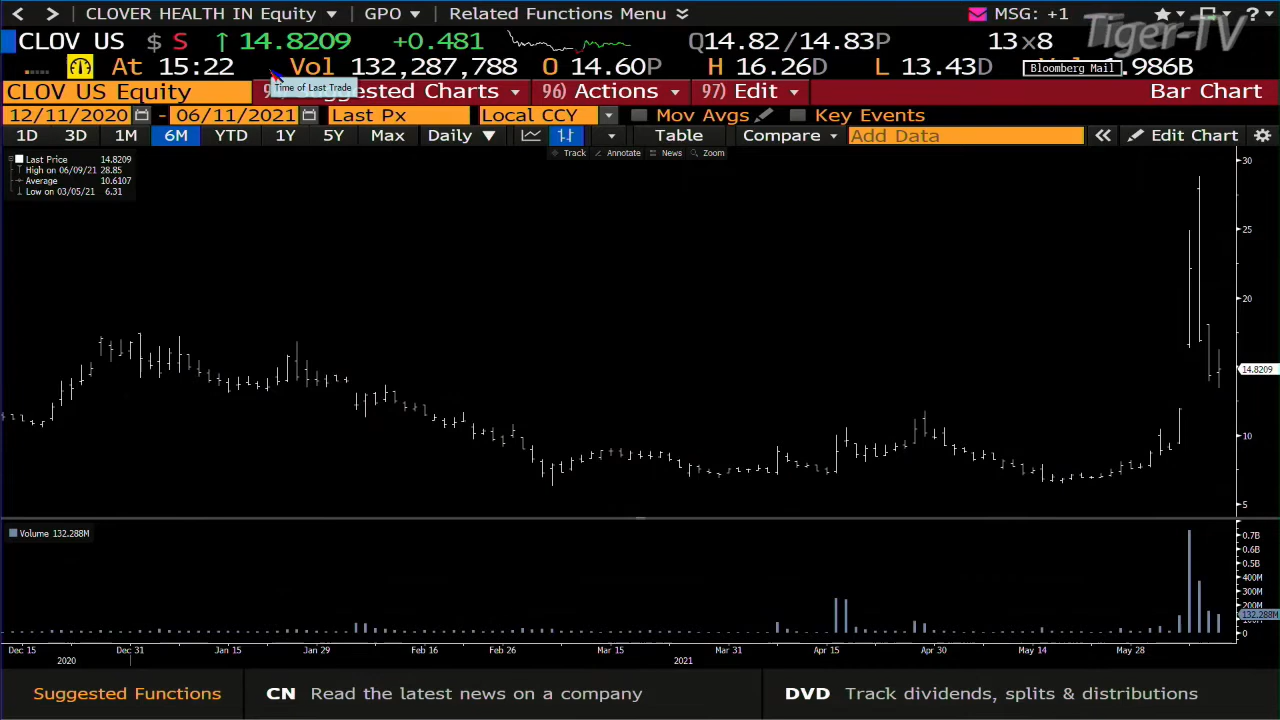 CLOVER HEALTH IN Equity GPO Related Functions Menu MSG: +1 ?
CLOV US $ S ↑ 14.8209 +0.481 Q14.82/14.83P 13x8 Tiger-TV
At 15:22 Vol 132,287,788 O 14.60P H 16.26D L 13.43D .986B
Bloomberg Mail
Time of Last Trade
CLOV US Equity Suggested Charts 96) Actions 97) Edit Bar Chart
12/11/2020 - 06/11/2021 Last Px Local CCY Mov Avgs Key Events
1D 3D 1M 6M YTD 1Y 5Y Max Daily ▼ Table Compare Add Data « Edit Chart
Track Annotate News Zoom
Last Price 14.8209
High on 06/09/21 28.85
Average 10.6107
Low on 03/05/21 6.31
30
25
20
14.8209
10
5
Volume 132.288M
0.7B
0.6B
0.5B
400M
300M
200M
132.288M
0
Dec 15 Dec 31 Jan 15 Jan 29 Feb 16 Feb 26 Mar 15 Mar 31 Apr 15 Apr 30 May 14 May 28
2020 2021
Suggested Functions CN Read the latest news on a company DVD Track dividends, splits & distributions